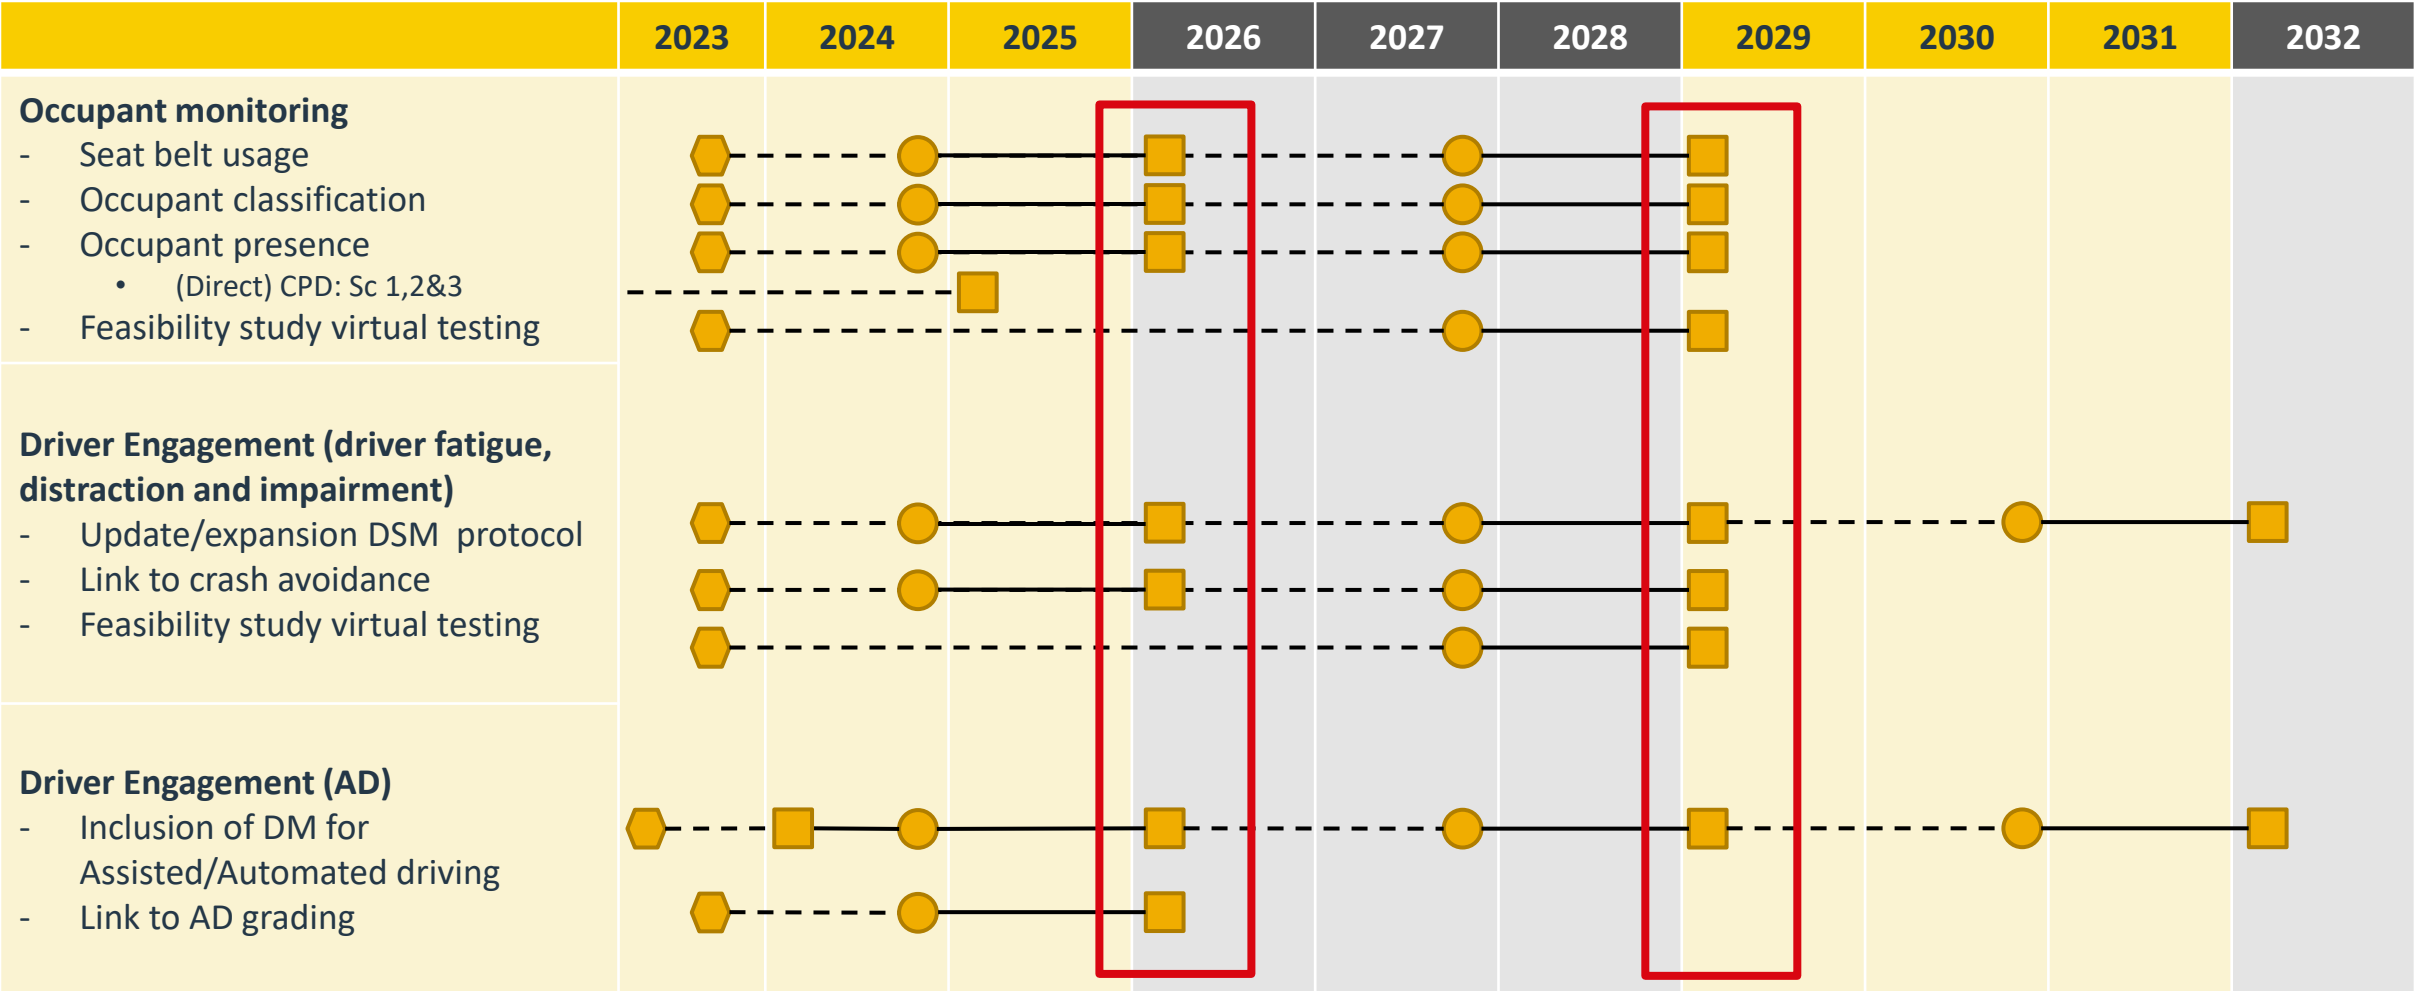 2023 2024 2025 2026 2027 2028 2029 2030 2031 2032
Occupant monitoring
- Seat belt usage
- Occupant classification
- Occupant presence
• (Direct) CPD: Sc 1,2&3
- Feasibility study virtual testing
Driver Engagement (driver fatigue,
distraction and impairment)
- Update/expansion DSM protocol
- Link to crash avoidance
- Feasibility study virtual testing
Driver Engagement (AD)
- Inclusion of DM for
Assisted/Automated driving
- Link to AD grading